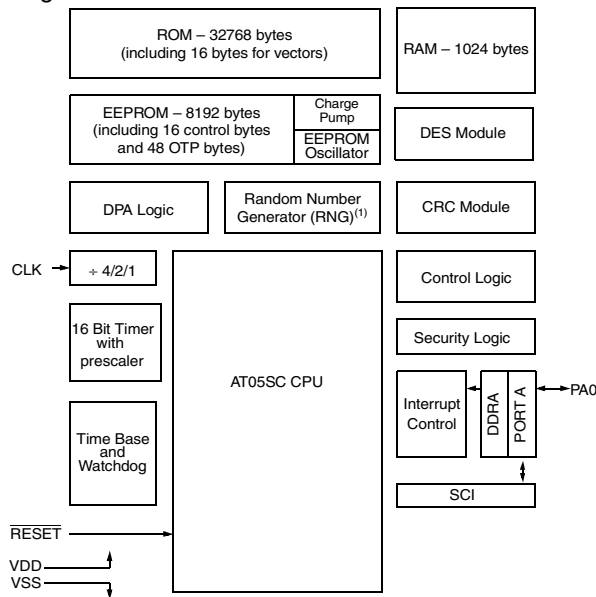 ROM – 32768 bytes
(including 16 bytes for vectors)
RAM – 1024 bytes
EEPROM – 8192 bytes
(including 16 control bytes
and 48 OTP bytes)
Charge
Pump
EEPROM
Oscillator
DES Module
DPA Logic
Random Number
Generator (RNG)(1)
CRC Module
CLK
÷ 4/2/1
Control Logic
16 Bit Timer
with
prescaler
AT05SC CPU
Security Logic
Interrupt
Control
DDRA
PORT A
PA0
Time Base
and
Watchdog
SCI
RESET
VDD
VSS